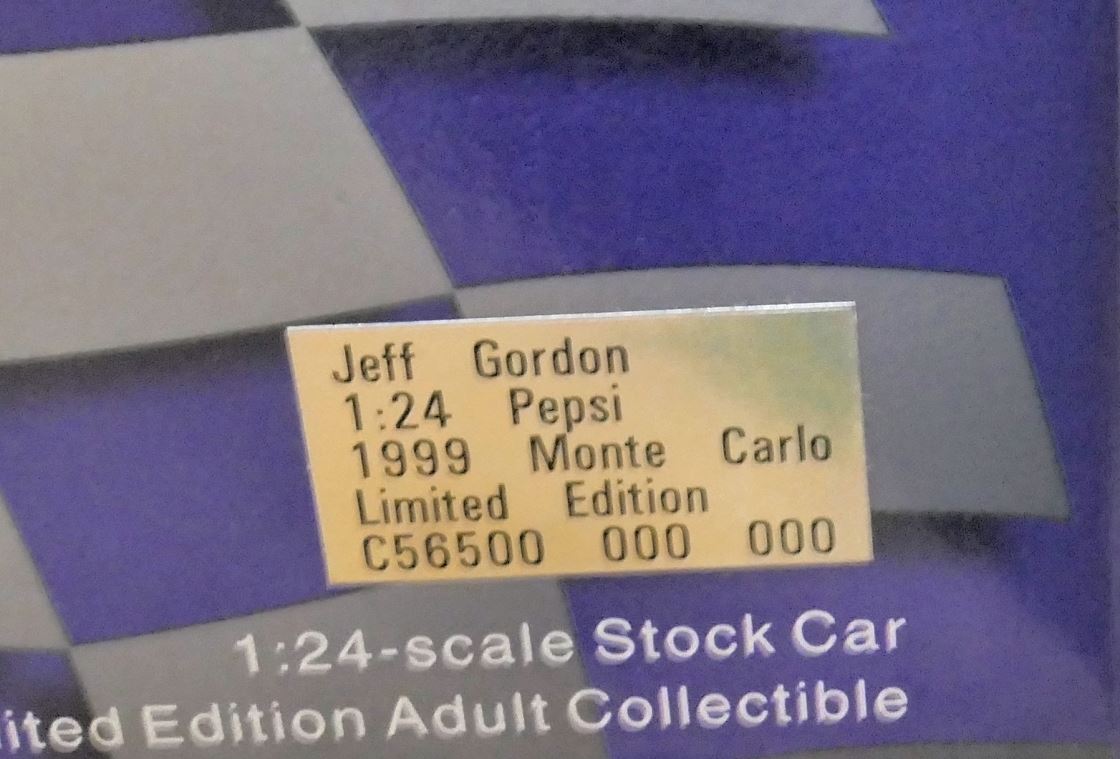 Jeff Gordon
1:24 Pepsi
1999 Monte Carlo
Limited Edition
C56500 000 000
1:24-scale Stock Car
Edition Adult Collectible